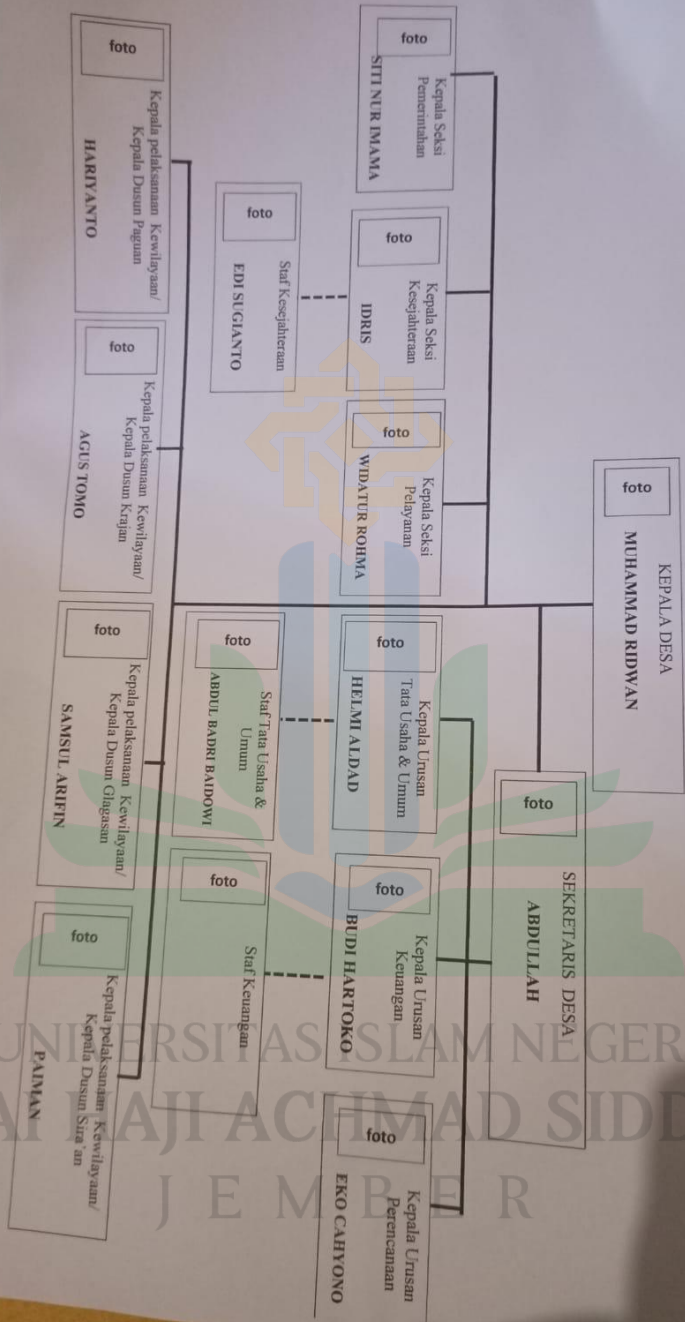 KEPALA DESA
foto
MUHAMMAD RIDWAN
SEKRETARIS DESA
foto
ABDULLAH
foto
Kepala Seksi
Pemerintahan
SITI NUR IMAMA
foto
Kepala Seksi
Kesejahteraan
IDRIS
foto
Kepala Seksi
Pelayanan
WIDATUR ROHMA
foto
Kepala Urusan
Tata Usaha & Umum
HELMI ALDAD
foto
Kepala Urusan
Keuangan
BUDI HARTOKO
foto
Kepala Urusan
Perencanaan
EKO CAHYONO
foto
Staf Kesejahteraan
EDI SUGIANTO
foto
Staf Tata Usaha &
Umum
ABDUL BADRI BAIDOWI
foto
Staf Keuangan
foto
Kepala pelaksanaan Kewilayaan/
Kepala Dusun Paguan
HARIYANTO
foto
Kepala pelaksanaan Kewilayaan/
Kepala Dusun Krajan
AGUS TOMO
foto
Kepala pelaksanaan Kewilayaan/
Kepala Dusun Glagasan
SAMSUL ARIFIN
foto
Kepala pelaksanaan Kewilayaan/
Kepala Dusun Sira'an
PAIMAN
UNIVERSITAS ISLAM NEGER
AI HAJI ACHMAD SIDD
JEMBER